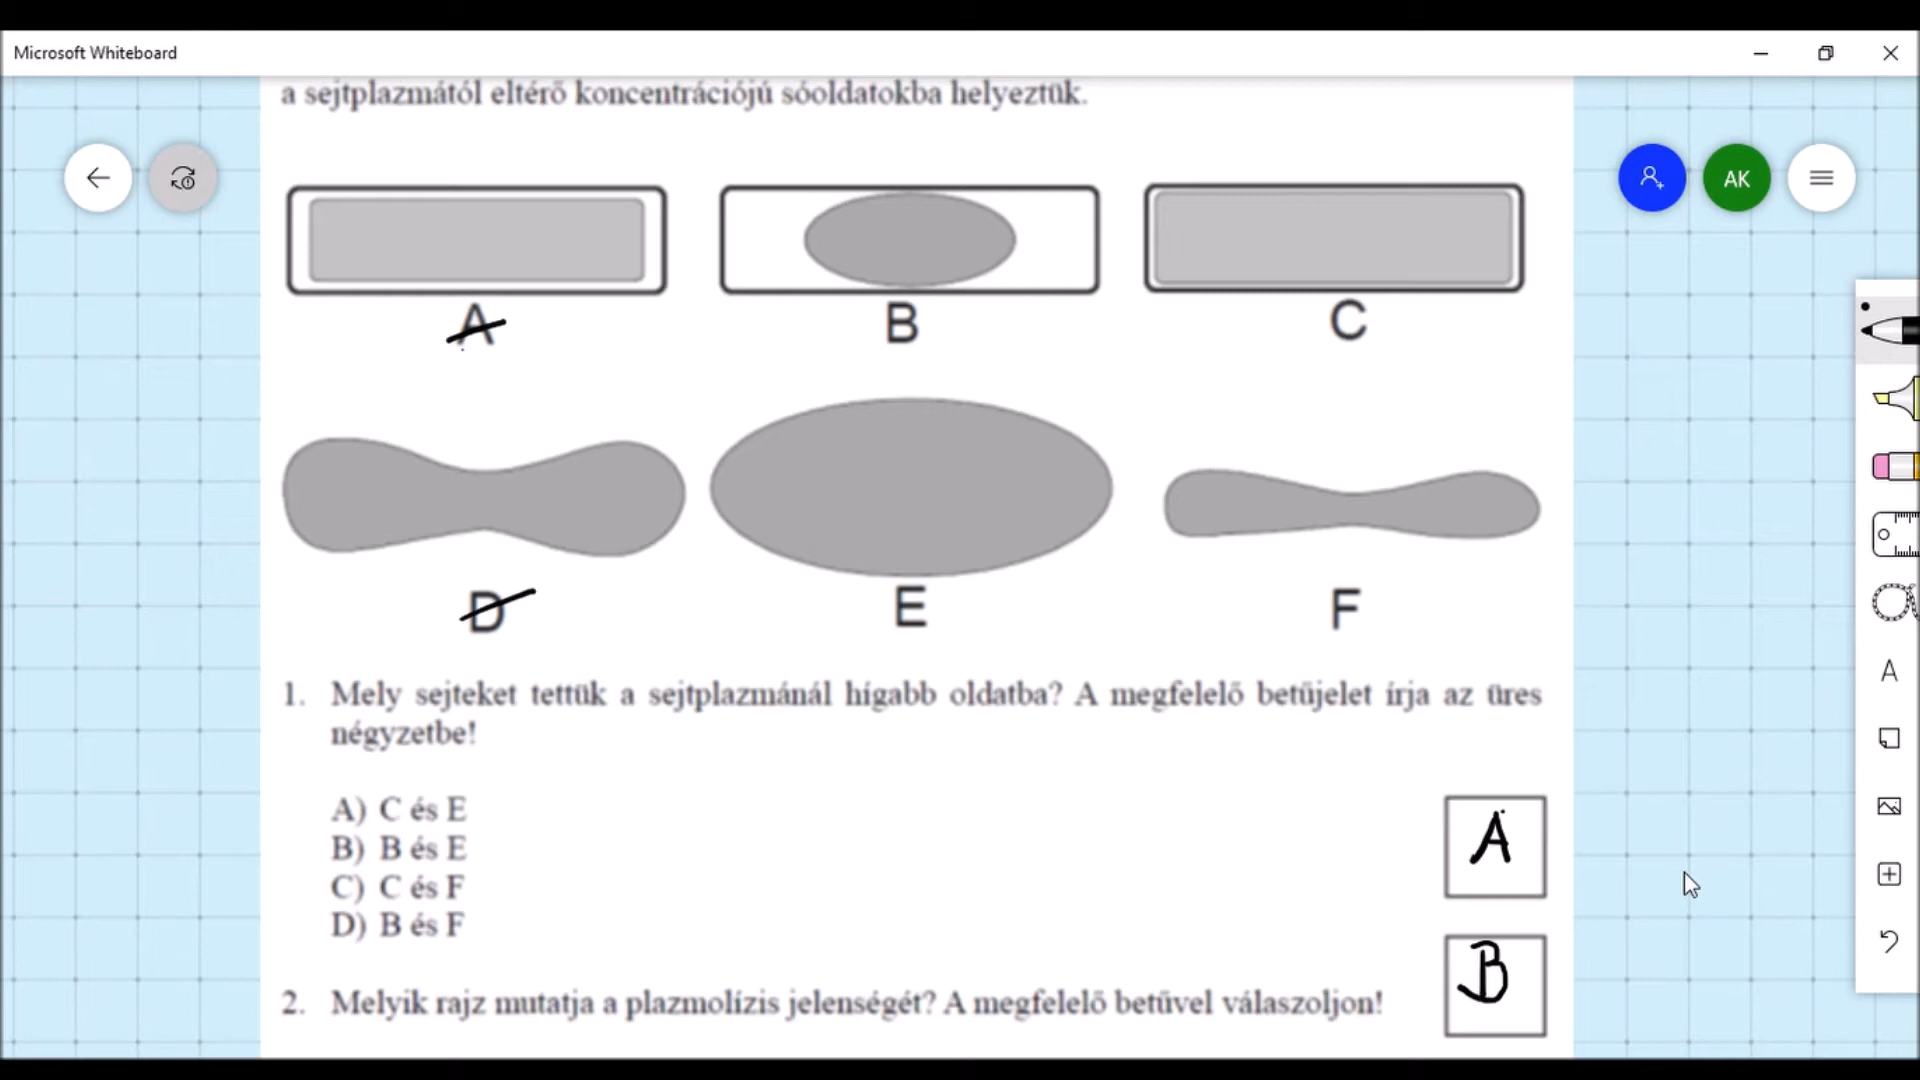 Microsoft Whiteboard
a sejtplazmától eltérő koncentrációjú sóoldatokba helyeztük.
AK
A B C
D E F
1. Mely sejteket tettük a sejtplazmánál hígabb oldatba? A megfelelő betűjelet írja az üres
négyzetbe!
A) C és E
B) B és E
C) C és F
D) B és F
A
B
2. Melyik rajz mutatja a plazmolízis jelenségét? A megfelelő betűvel válaszoljon!
A